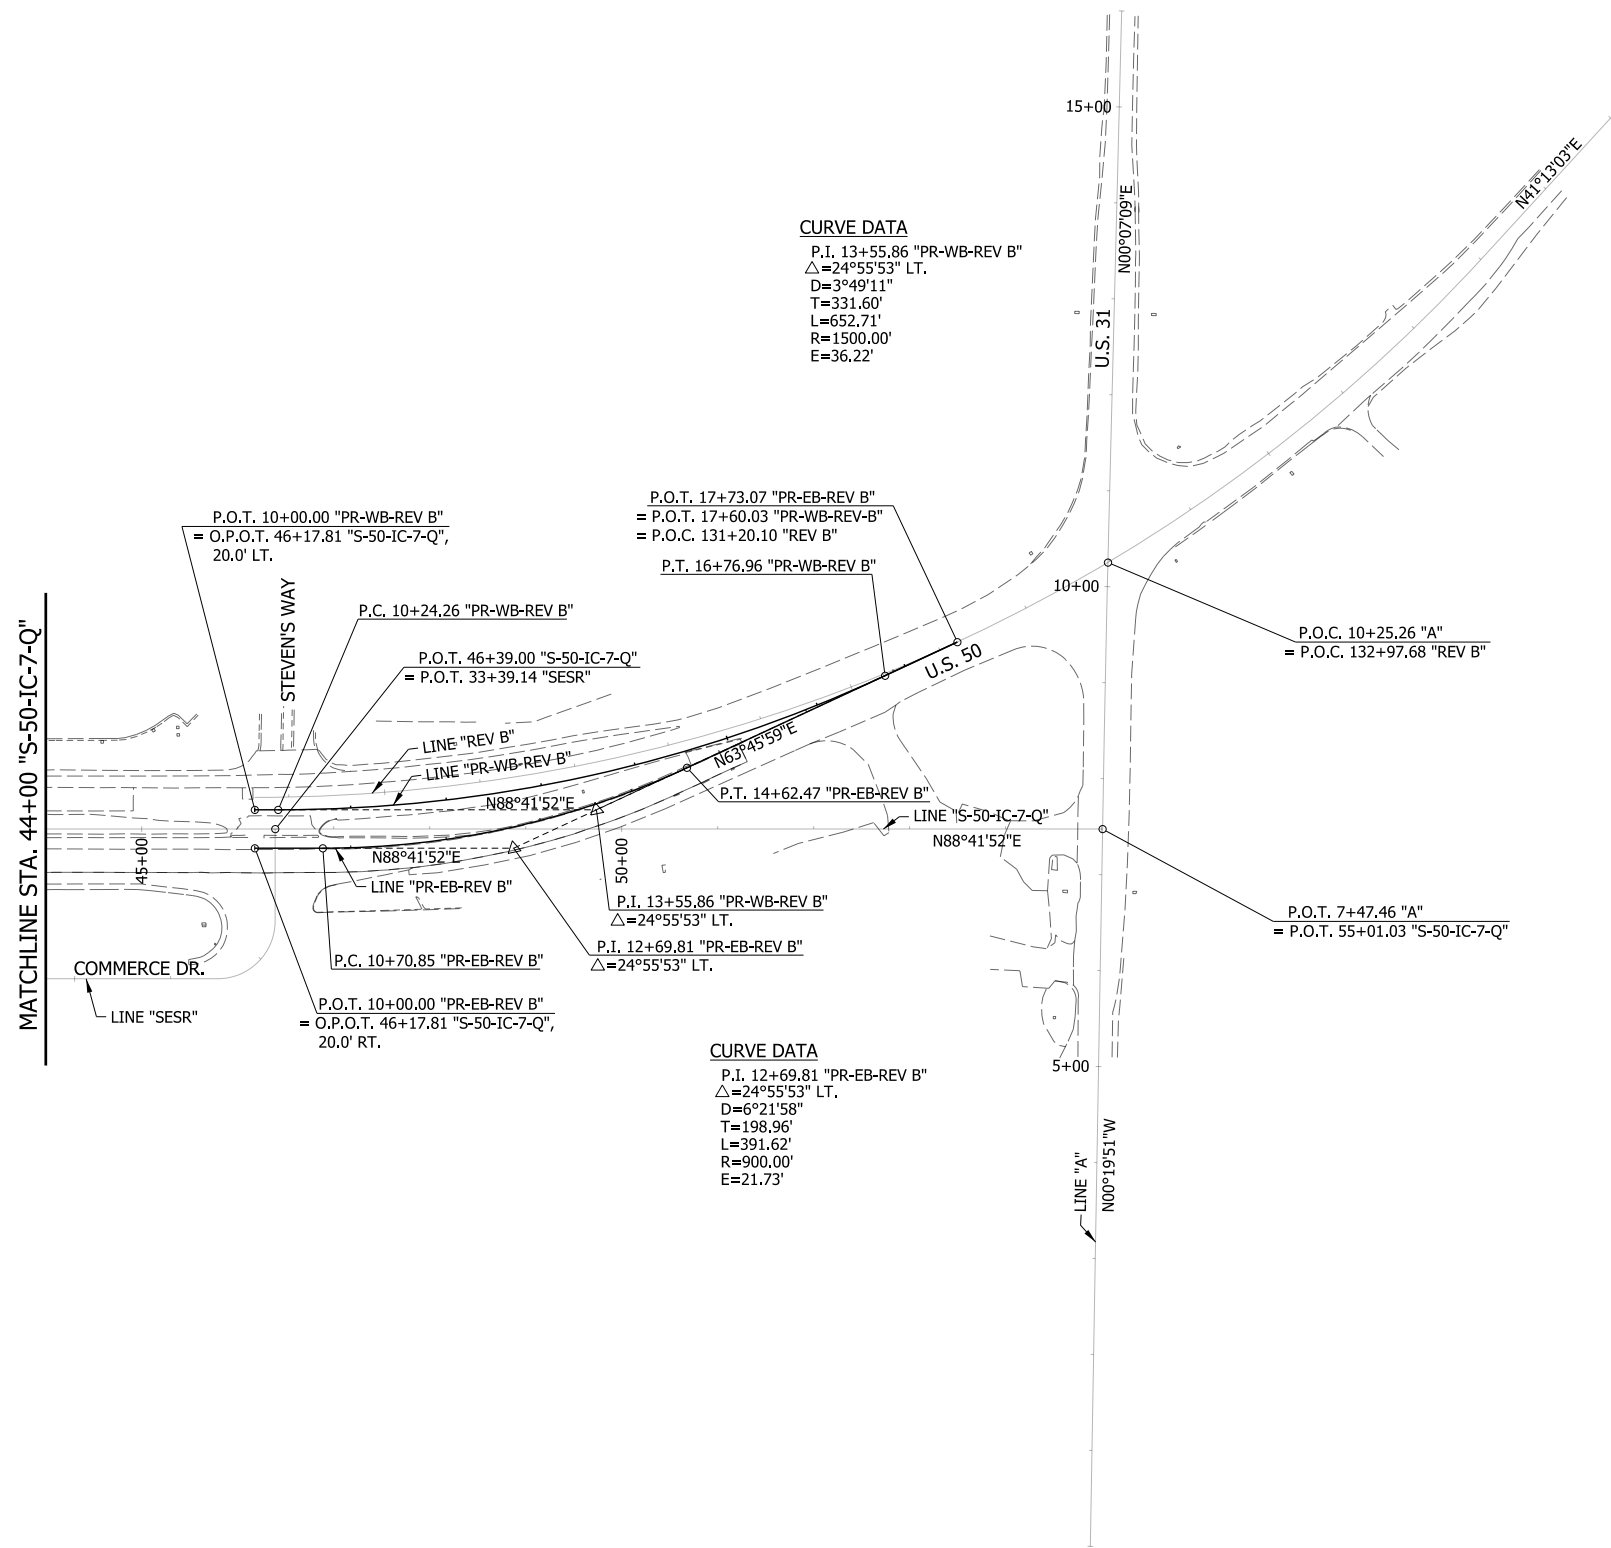 15+00
N41°13'03"E
N00°07'09"E
U.S. 31
CURVE DATA
P.I. 13+55.86 "PR-WB-REV B"
△=24°55'53" LT.
D=3°49'11"
T=331.60'
L=652.71'
R=1500.00'
E=36.22'
P.O.T. 10+00.00 "PR-WB-REV B"
= O.P.O.T. 46+17.81 "S-50-IC-7-Q",
20.0' LT.
P.O.T. 17+73.07 "PR-EB-REV B"
= P.O.T. 17+60.03 "PR-WB-REV-B"
= P.O.C. 131+20.10 "REV B"
P.T. 16+76.96 "PR-WB-REV B"
10+00
STEVEN'S WAY
P.C. 10+24.26 "PR-WB-REV B"
P.O.T. 46+39.00 "S-50-IC-7-Q"
= P.O.T. 33+39.14 "SESR"
P.O.C. 10+25.26 "A"
= P.O.C. 132+97.68 "REV B"
MATCHLINE STA. 44+00 "S-50-IC-7-Q"
U.S. 50
LINE "REV B"
LINE "PR-WB-REV B"
N63°45'59"E
N88°41'52"E
P.T. 14+62.47 "PR-EB-REV B"
LINE "S-50-IC-7-Q"
N88°41'52"E
45+00
N88°41'52"E
50+00
LINE "PR-EB-REV B"
P.I. 13+55.86 "PR-WB-REV B"
△=24°55'53" LT.
P.O.T. 7+47.46 "A"
= P.O.T. 55+01.03 "S-50-IC-7-Q"
P.I. 12+69.81 "PR-EB-REV B"
△=24°55'53" LT.
P.C. 10+70.85 "PR-EB-REV B"
COMMERCE DR.
LINE "SESR"
P.O.T. 10+00.00 "PR-EB-REV B"
= O.P.O.T. 46+17.81 "S-50-IC-7-Q",
20.0' RT.
5+00
CURVE DATA
P.I. 12+69.81 "PR-EB-REV B"
△=24°55'53" LT.
D=6°21'58"
T=198.96'
L=391.62'
R=900.00'
E=21.73'
LINE "A"
N00°19'51"W